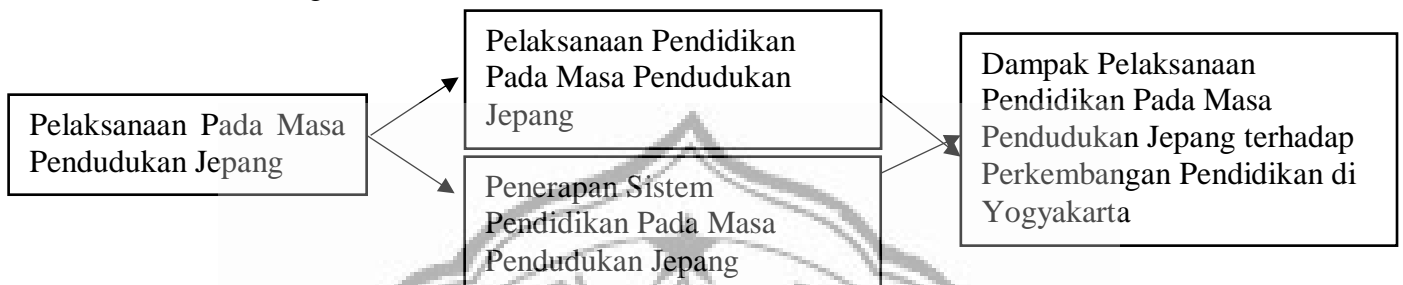 Pelaksanaan Pada Masa
Pendudukan Jepang
Pelaksanaan Pendidikan
Pada Masa Pendudukan
Jepang
Penerapan Sistem
Pendidikan Pada Masa
Pendudukan Jepang
Dampak Pelaksanaan
Pendidikan Pada Masa
Pendudukan Jepang terhadap
Perkembangan Pendidikan di
Yogyakarta